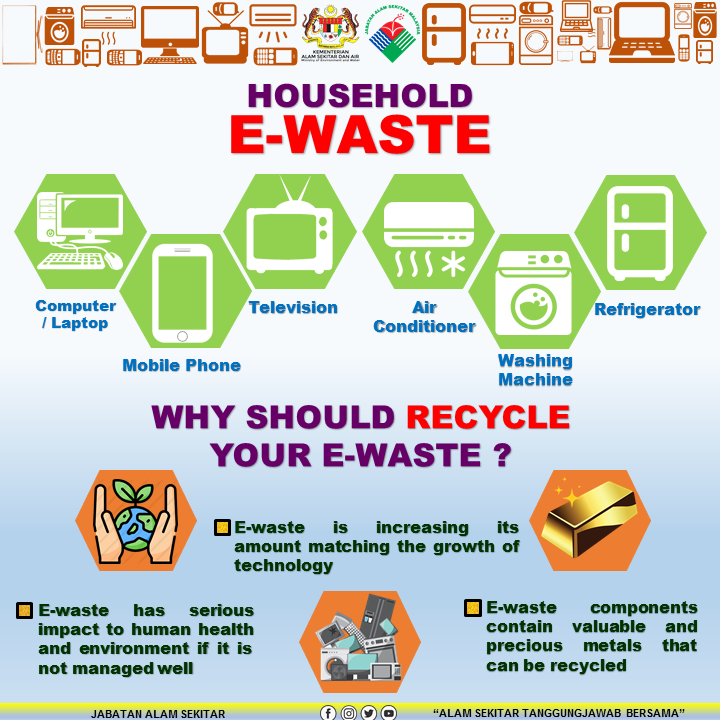 KEMENTERIAN
ALAM SEKITAR DAN AIR
Ministry of Environment and Water
JABATAN ALAM SEKITAR MALAYSIA
HOUSEHOLD
E-WASTE
Computer
/ Laptop
Mobile Phone
Television
Air
Conditioner
Washing
Machine
Refrigerator
WHY SHOULD RECYCLE
YOUR E-WASTE ?
E-waste is increasing its
amount matching the growth of
technology
E-waste has serious
impact to human health
and environment if it is
not managed well
E-waste components
contain valuable and
precious metals that
can be recycled
JABATAN ALAM SEKITAR
“ALAM SEKITAR TANGGUNGJAWAB BERSAMA”